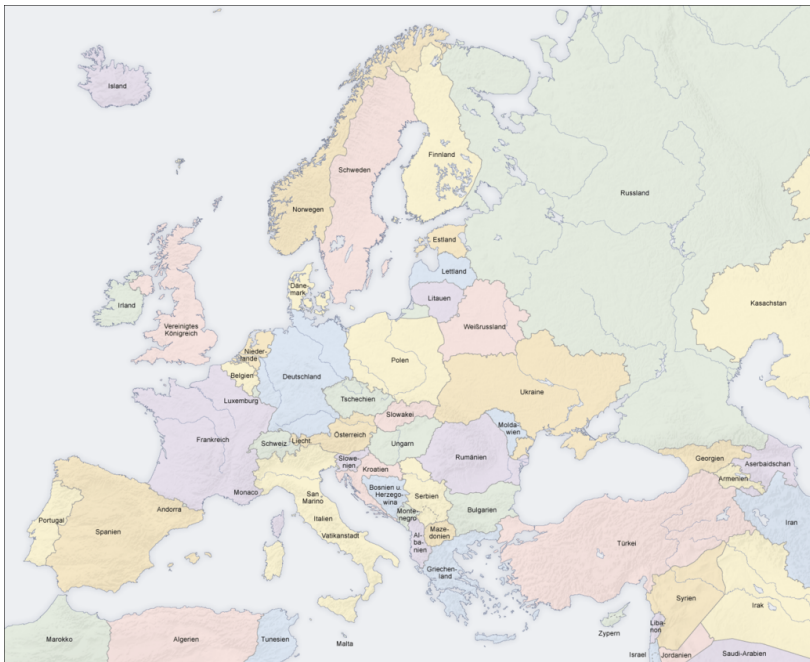 Island
Finnland
Schweden
Russland
Norwegen
Estland
Lettland
Däne
mark
Kasachstan
Litauen
Irland
Vereinigtes
Königreich
Weißrussland
Nieder-
lande
Polen
Belgien
Deutschland
Ukraine
Luxemburg
Tschechien
Slowakei
Molda-
wien
Österreich
Frankreich
Schweiz
Liecht.
Ungarn
Rumänien
Georgien
Slowe-
nien
Kroatien
Aserbaidschan
Armenien
Bosnien u.
Herzego-
wina
Serbien
Monaco
San
Marino
Andorra
Bulgarien
Monte-
negro
Portugal
Spanien
Italien
Iran
Vatikanstadt
Al-
ba-
nien
Maze-
donien
Türkei
Griechen-
land
Syrien
Irak
Marokko
Algerien
Tunesien
Malta
Zypern
Liba-
non
Israel
Jordanien
Saudi-Arabien